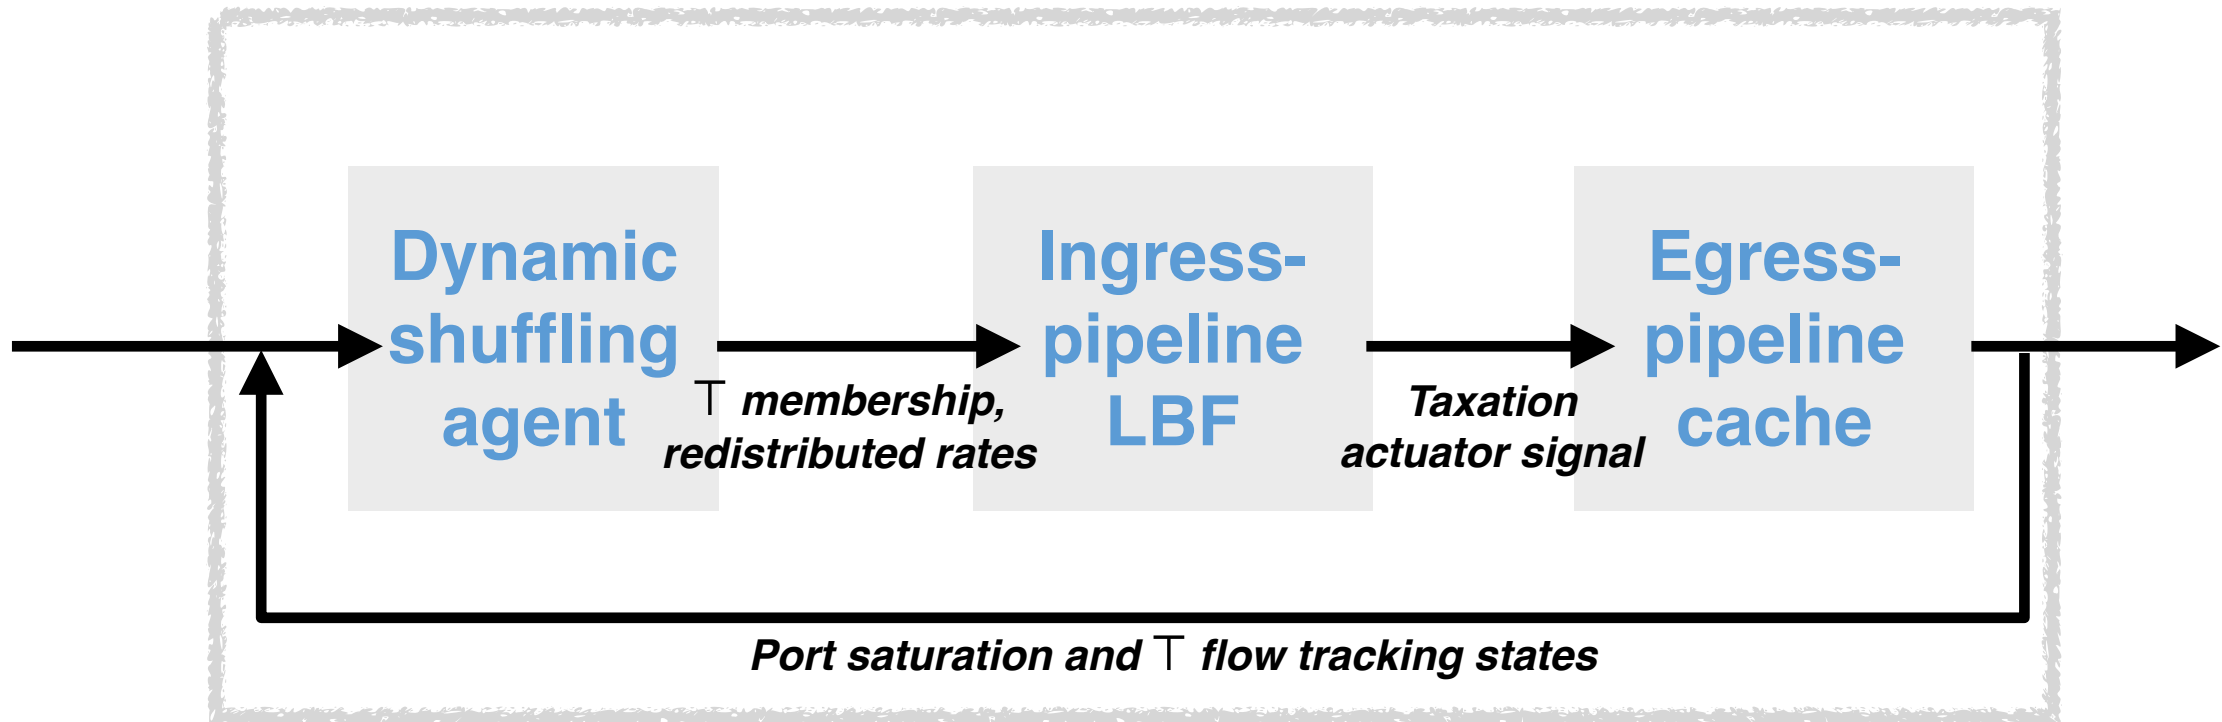 Dynamic
shuffling
agent
⊤ membership,
redistributed rates
Ingress-
pipeline
LBF
Taxation
actuator signal
Egress-
pipeline
cache
Port saturation and ⊤ flow tracking states